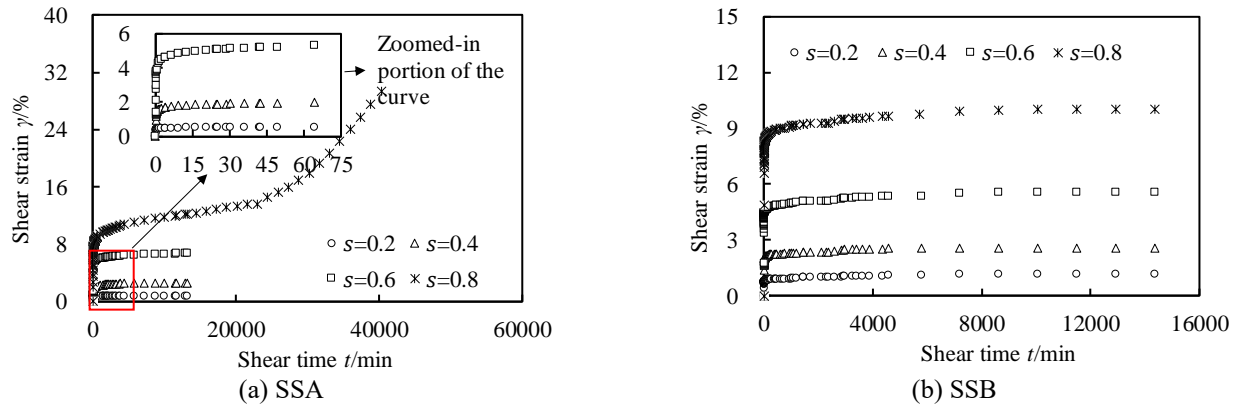 40
32
24
16
8
0
Shear strain γ/%
6
4
2
0
0 15 30 45 60 75
Zoomed-in
portion of the
curve
s=0.2 s=0.4
s=0.6 s=0.8
0 20000 40000 60000
Shear time t/min
(a) SSA
15
12
9
6
3
0
Shear strain γ/%
s=0.2 s=0.4 s=0.6 s=0.8
0 4000 8000 12000 16000
Shear time t/min
(b) SSB